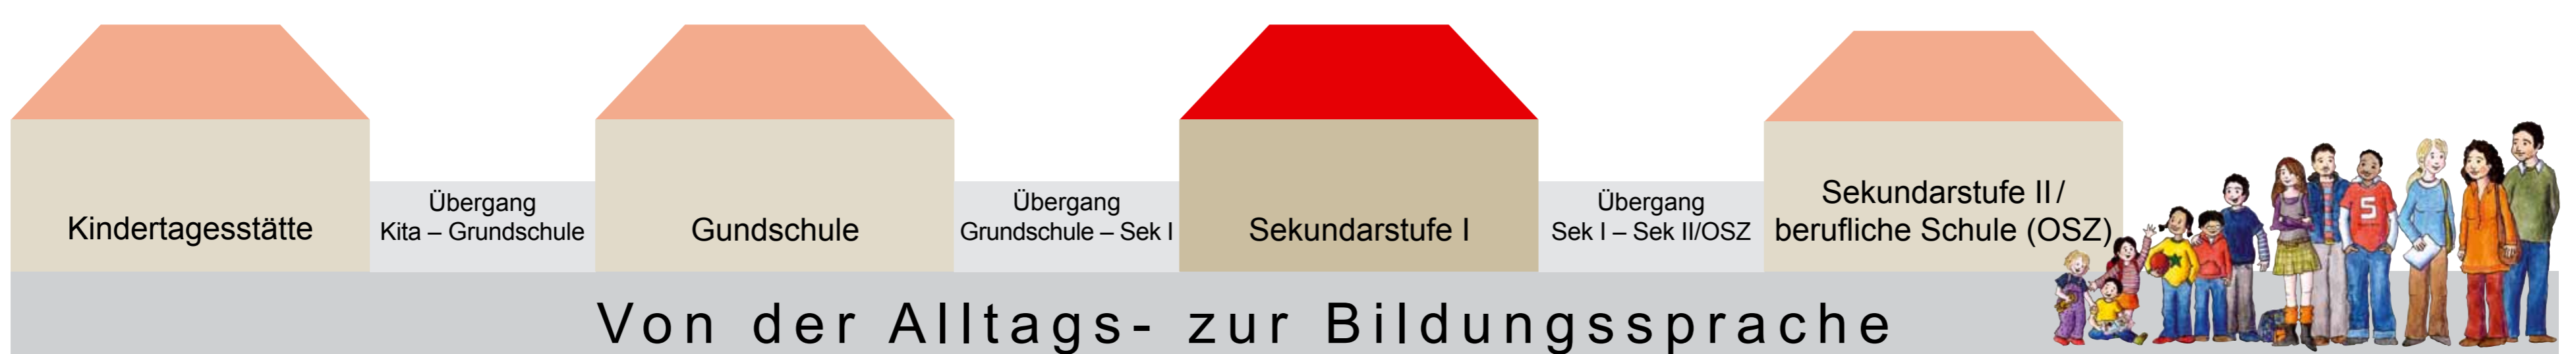 Kindertagesstätte
Übergang
Kita – Grundschule
Gundschule
Übergang
Grundschule – Sek I
Sekundarstufe I
Übergang
Sek I – Sek II/OSZ
Sekundarstufe II /
berufliche Schule (OSZ)
5
Von der Alltags- zur Bildungssprache